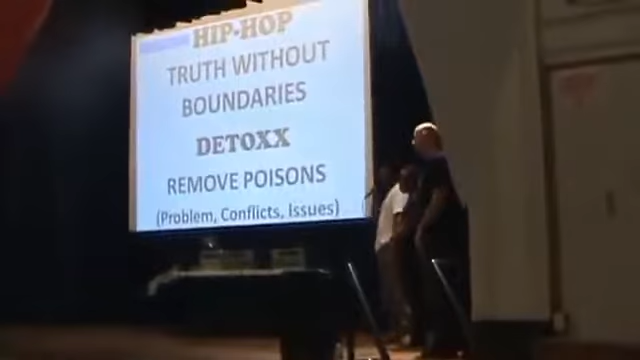 HIP-HOP
TRUTH WITHOUT
BOUNDARIES
DETOXX
REMOVE POISONS
(Problem, Conflicts, Issues)